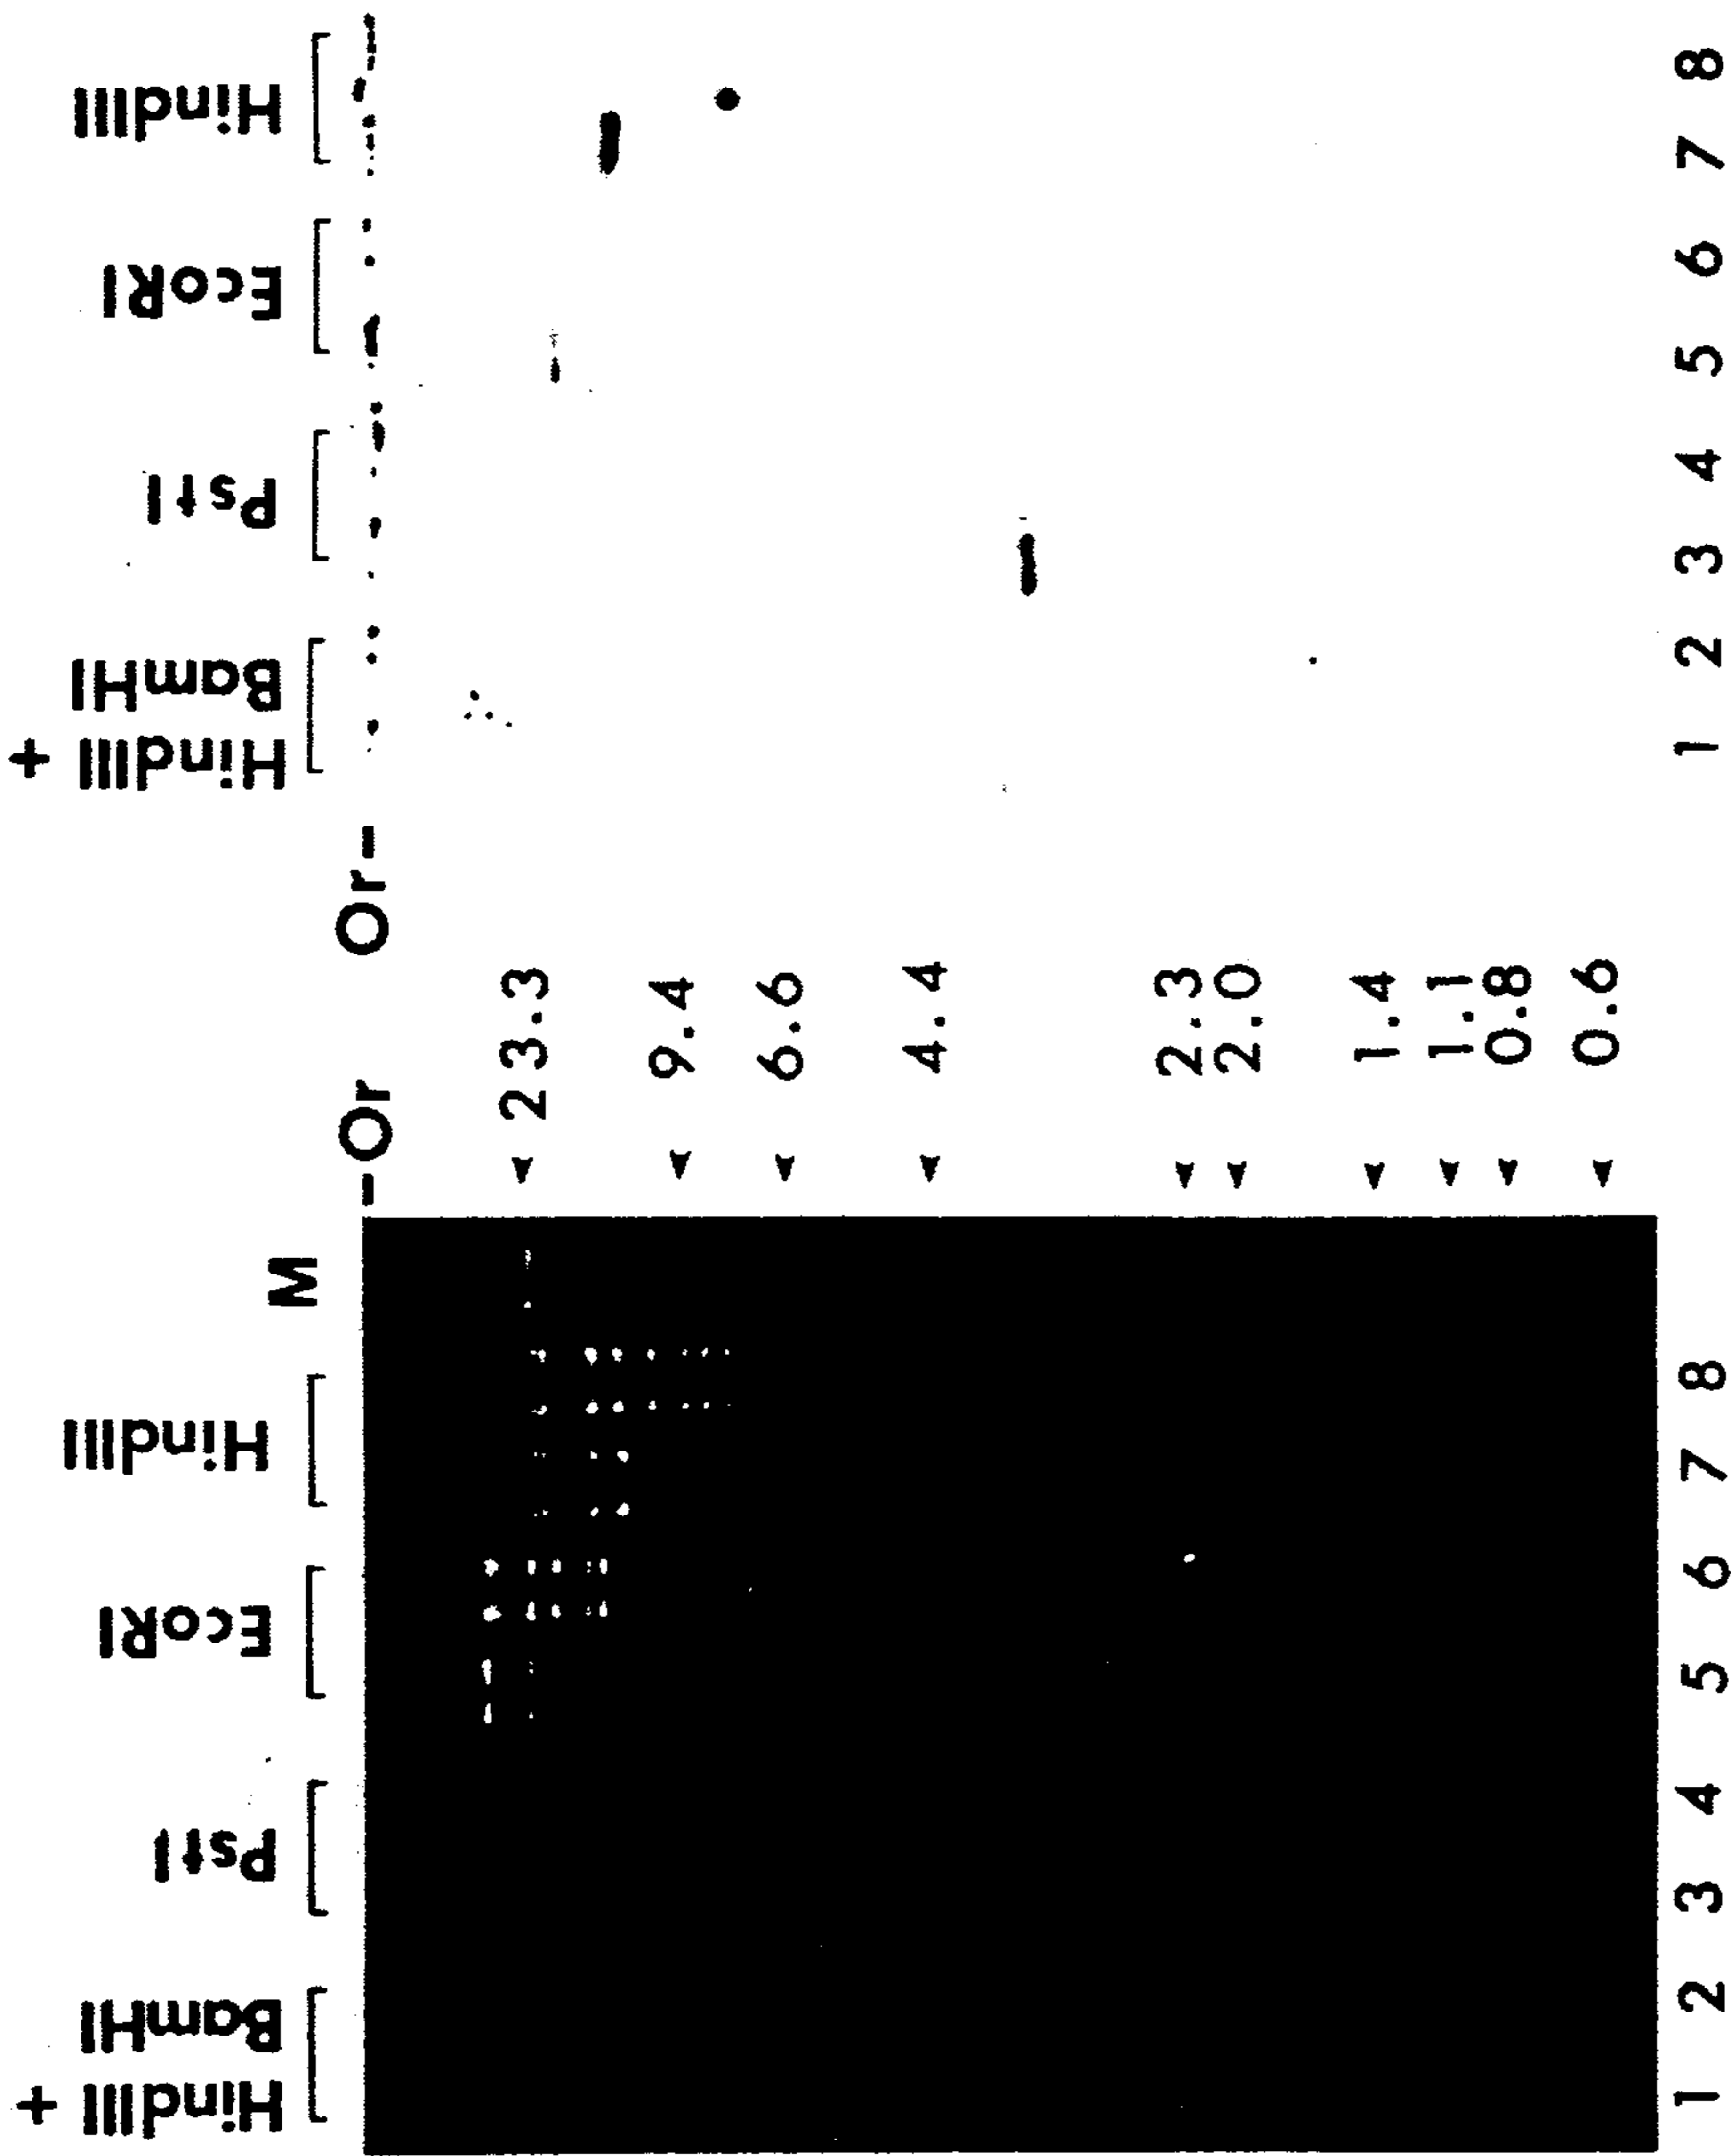 HindIII +
BamHI
PstI
EcoRI
HindIII
M
-Or
23.3
9.4
6.6
4.4
2.3
2.0
1.4
1.1
0.8
0.6
1 2 3 4 5 6 7 8
HindIII +
BamHI
PstI
EcoRI
HindIII
Or-
1 2 3 4 5 6 7 8